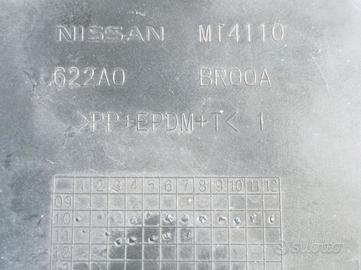 NISSAN MT4110
622A0 BR00A
>PP+EPDM+T< 1
1 2 3 4 5 6 7 8 9 10 11 12
09
10
11
12
subito